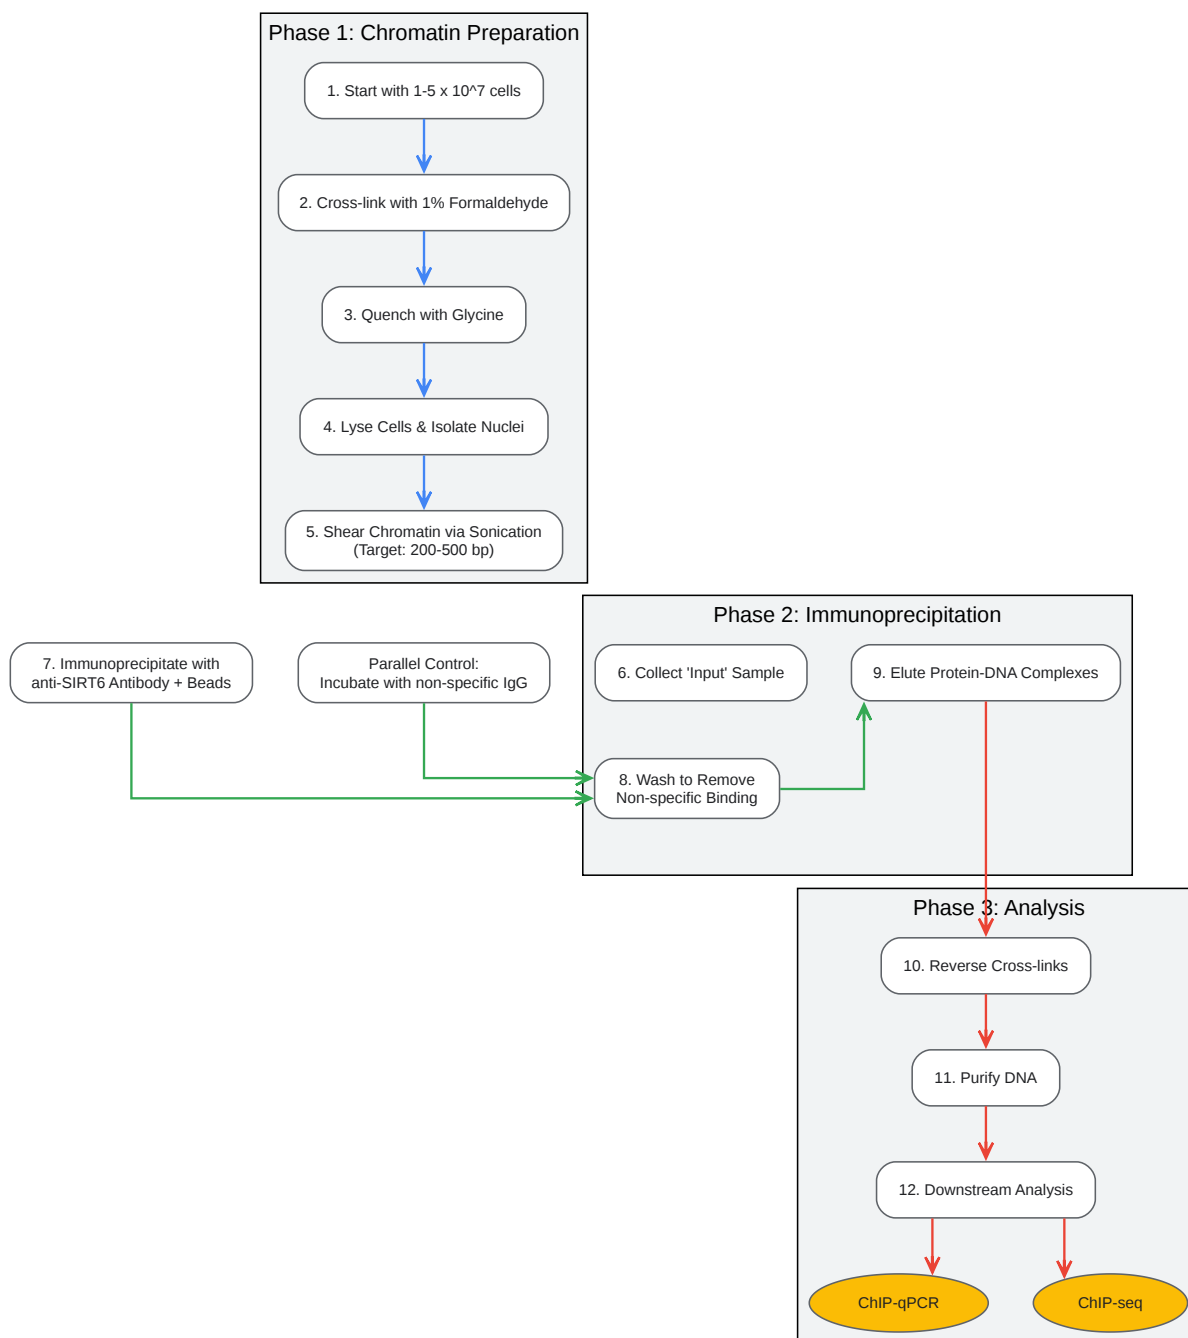 Phase 1: Chromatin Preparation
1. Start with 1-5 x 10^7 cells
2. Cross-link with 1% Formaldehyde
3. Quench with Glycine
4. Lyse Cells & Isolate Nuclei
5. Shear Chromatin via Sonication
(Target: 200-500 bp)
Phase 2: Immunoprecipitation
7. Immunoprecipitate with
anti-SIRT6 Antibody + Beads
Parallel Control:
Incubate with non-specific IgG
6. Collect 'Input' Sample
9. Elute Protein-DNA Complexes
8. Wash to Remove
Non-specific Binding
Phase 3: Analysis
10. Reverse Cross-links
11. Purify DNA
12. Downstream Analysis
ChIP-qPCR
ChIP-seq